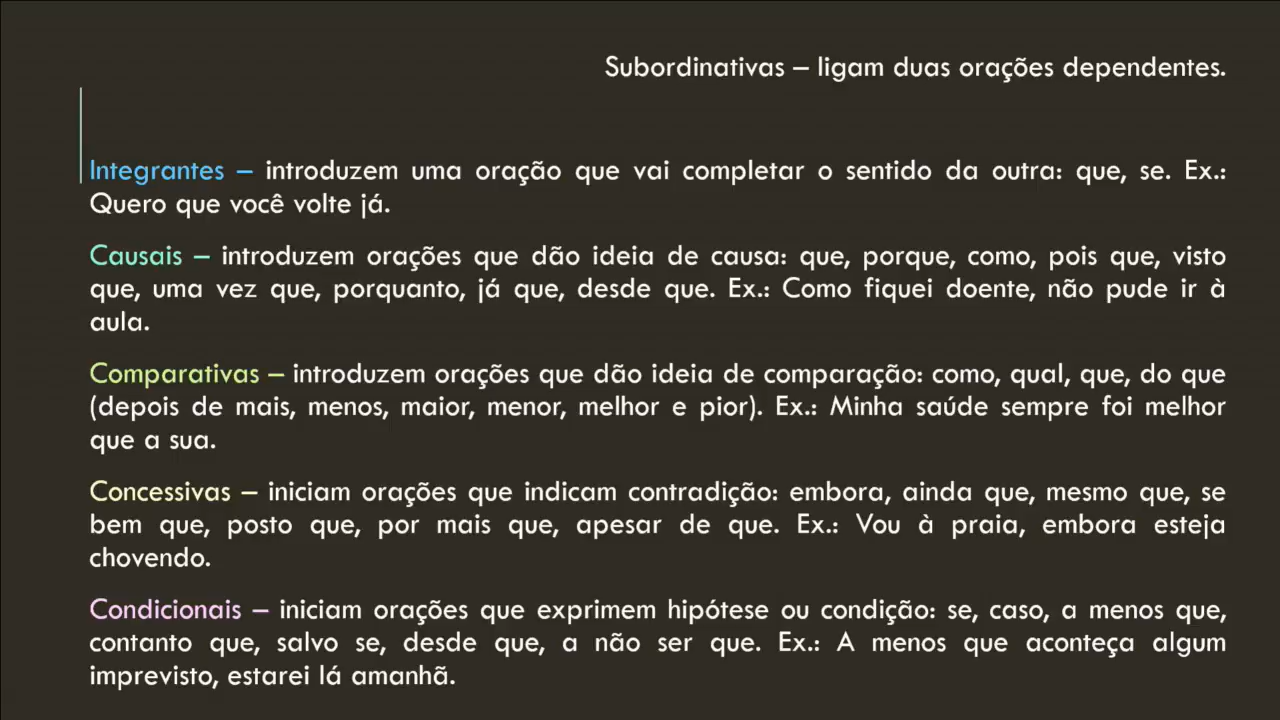 Subordinativas – ligam duas orações dependentes.
Integrantes – introduzem uma oração que vai completar o sentido da outra: que, se. Ex.:
Quero que você volte já.
Causais – introduzem orações que dão ideia de causa: que, porque, como, pois que, visto
que, uma vez que, porquanto, já que, desde que. Ex.: Como fiquei doente, não pude ir à
aula.
Comparativas – introduzem orações que dão ideia de comparação: como, qual, que, do que
(depois de mais, menos, maior, menor, melhor e pior). Ex.: Minha saúde sempre foi melhor
que a sua.
Concessivas – iniciam orações que indicam contradição: embora, ainda que, mesmo que, se
bem que, posto que, por mais que, apesar de que. Ex.: Vou à praia, embora esteja
chovendo.
Condicionais – iniciam orações que exprimem hipótese ou condição: se, caso, a menos que,
contanto que, salvo se, desde que, a não ser que. Ex.: A menos que aconteça algum
imprevisto, estarei lá amanhã.